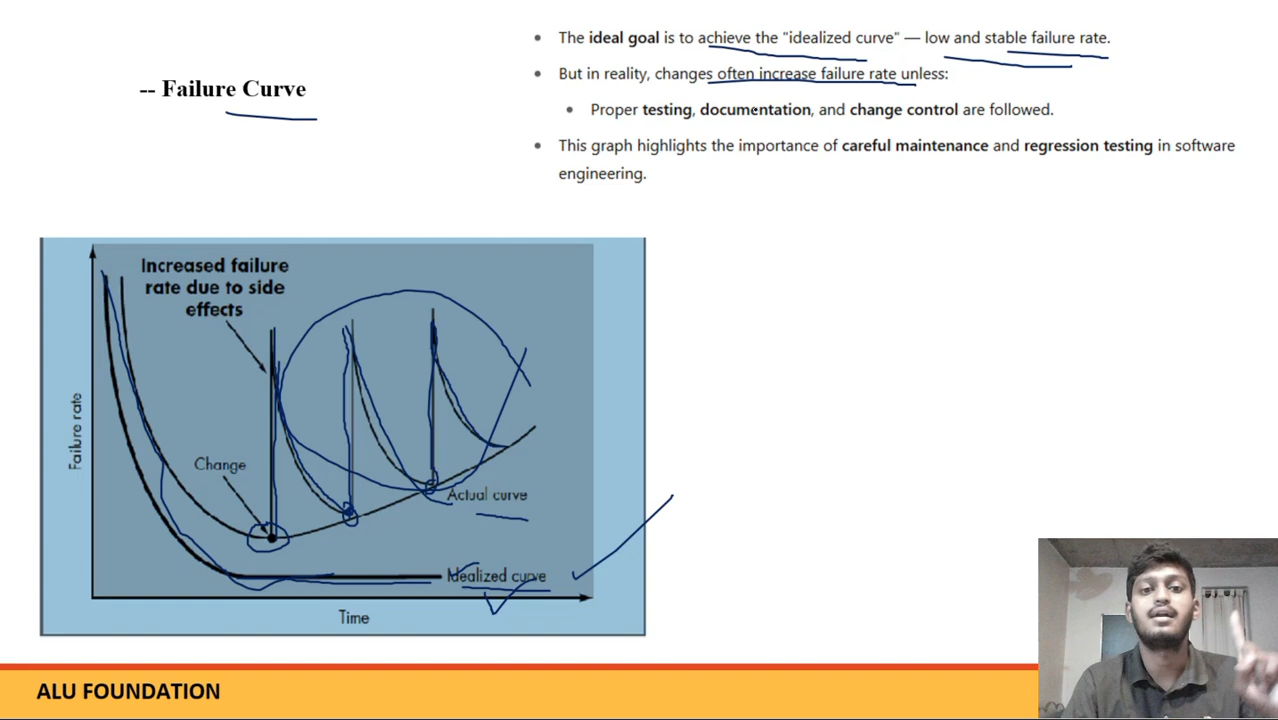 -- Failure Curve
• The ideal goal is to achieve the "idealized curve" — low and stable failure rate.
• But in reality, changes often increase failure rate unless:
• Proper testing, documentation, and change control are followed.
• This graph highlights the importance of careful maintenance and regression testing in software
engineering.
Increased failure
rate due to side
effects
Failure rate
Change
Actual curve
Idealized curve
Time
ALU FOUNDATION